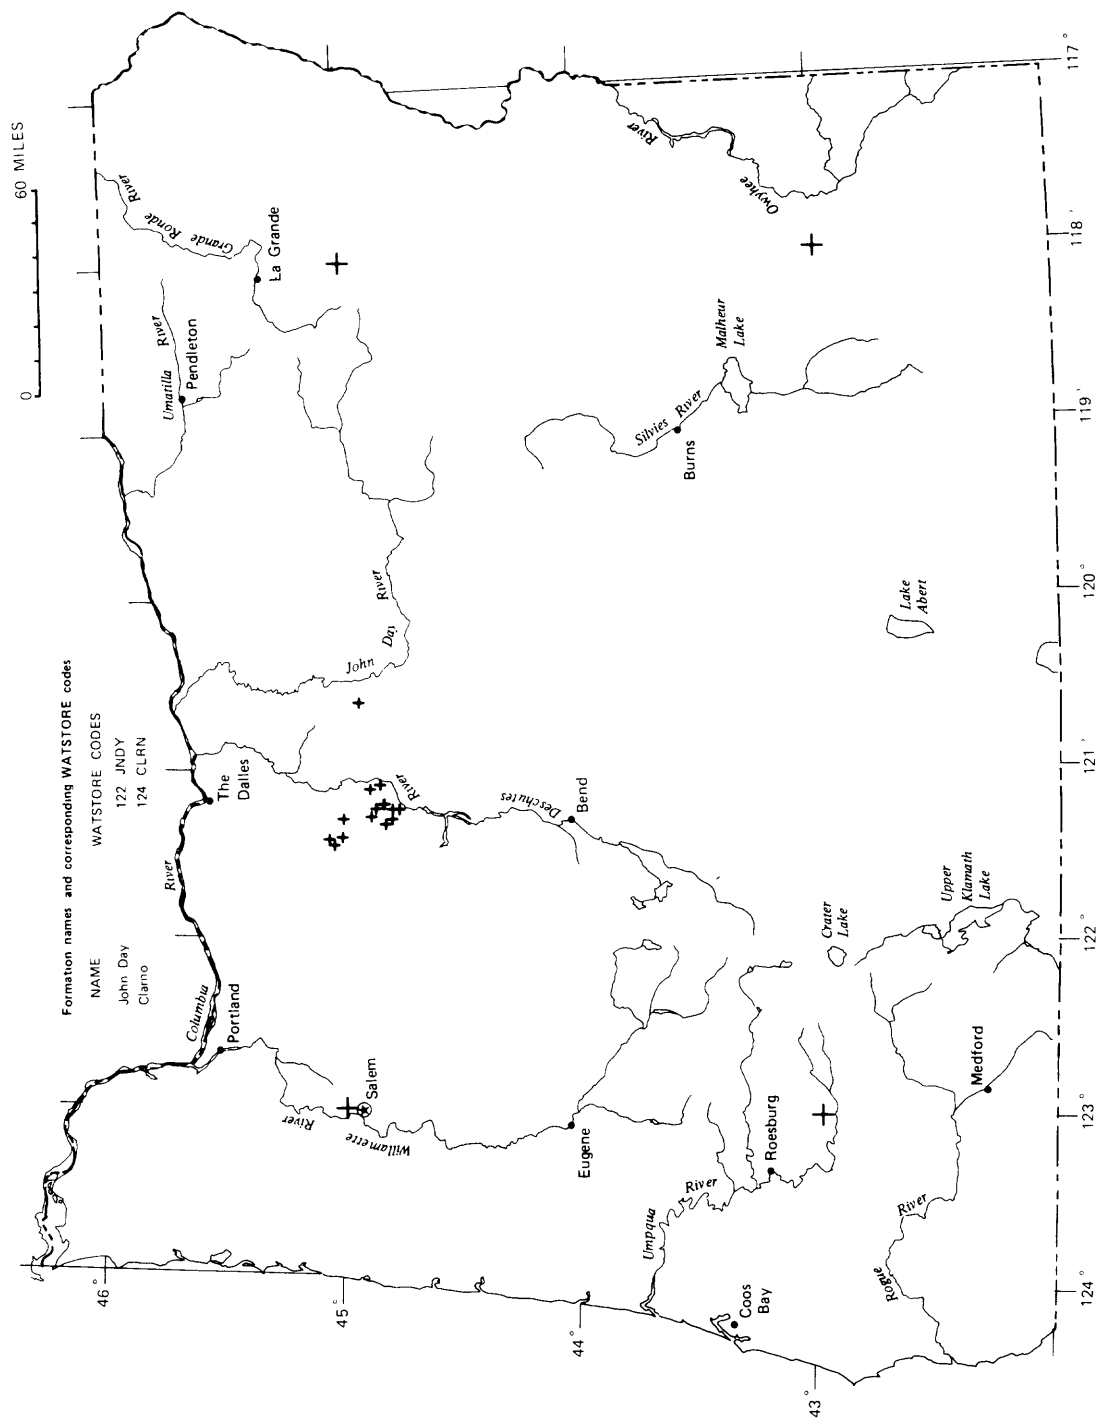 Formation names and corresponding WATSTORE codes
NAME WATSTORE CODES
John Day 122 JNDY
Clarno 124 CLRN
0 60 MILES
Columbia
River
Portland
The
Dalles
Umatilla
River
Pendleton
Grande Ronde
River
La Grande
River
Willamette
Salem
John
Day
River
River
Deschutes
Bend
Eugene
Silvies
River
Burns
Malheur
Lake
River
Owyhee
Umpqua
River
Roesburg
Coos
Bay
Crater
Lake
Lake
Abert
Upper
Klamath
Lake
Rogue
River
Medford
46°
45°
44°
43°
124°
123°
122°
121'
120°
119'
118'
117°